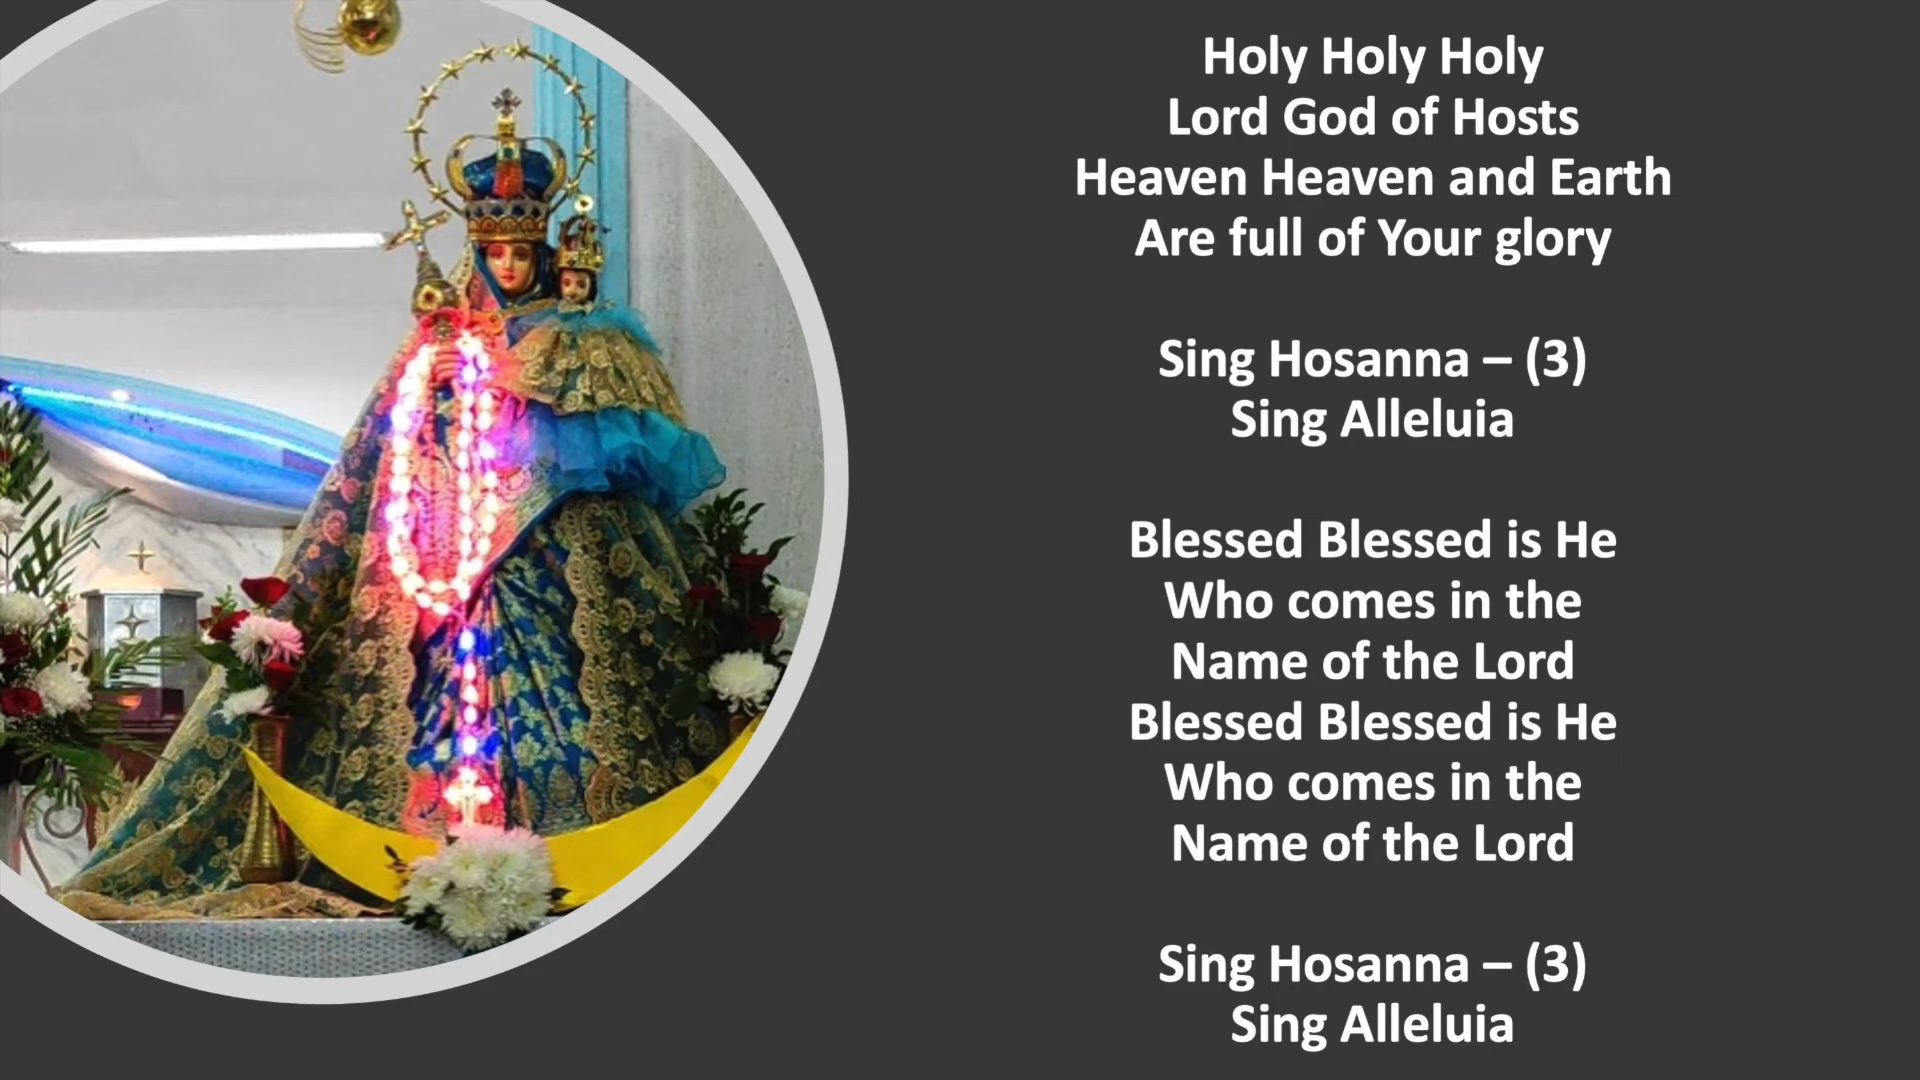 Holy Holy Holy
Lord God of Hosts
Heaven Heaven and Earth
Are full of Your glory
Sing Hosanna – (3)
Sing Alleluia
Blessed Blessed is He
Who comes in the
Name of the Lord
Blessed Blessed is He
Who comes in the
Name of the Lord
Sing Hosanna – (3)
Sing Alleluia